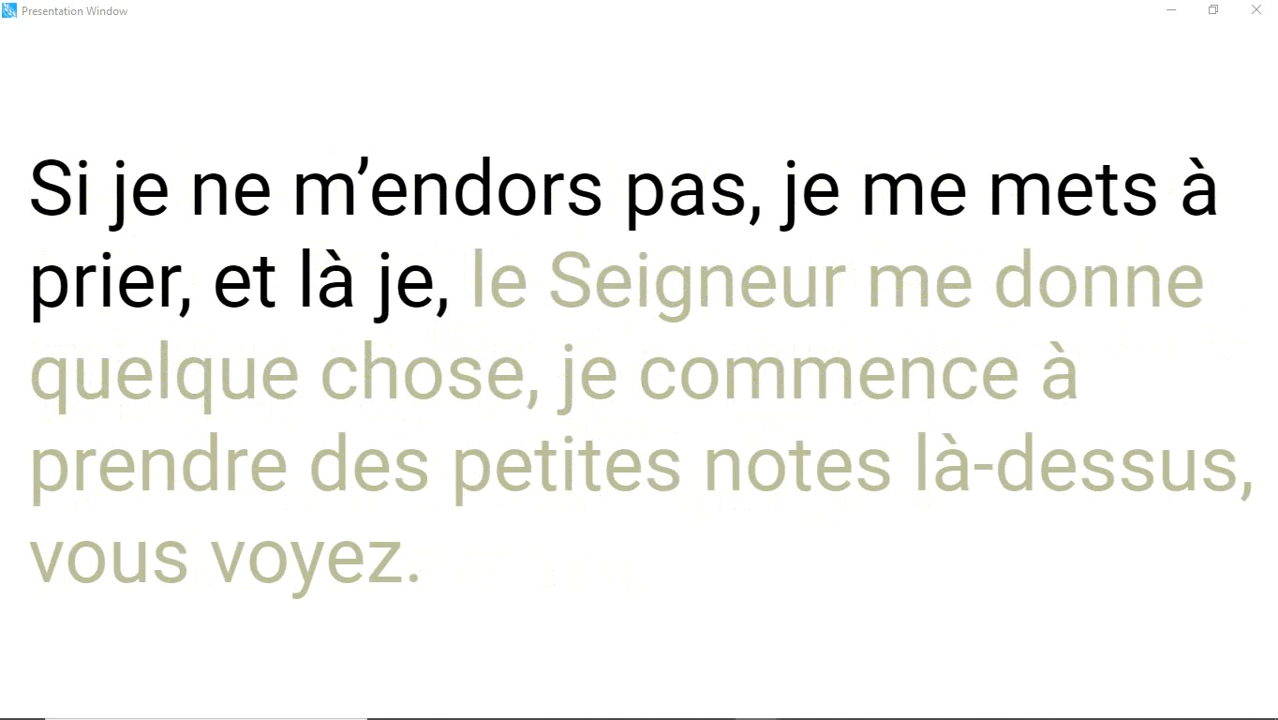 Presentation Window
Si je ne m’endors pas, je me mets à
prier, et là je, le Seigneur me donne
quelque chose, je commence à
prendre des petites notes là-dessus,
vous voyez.